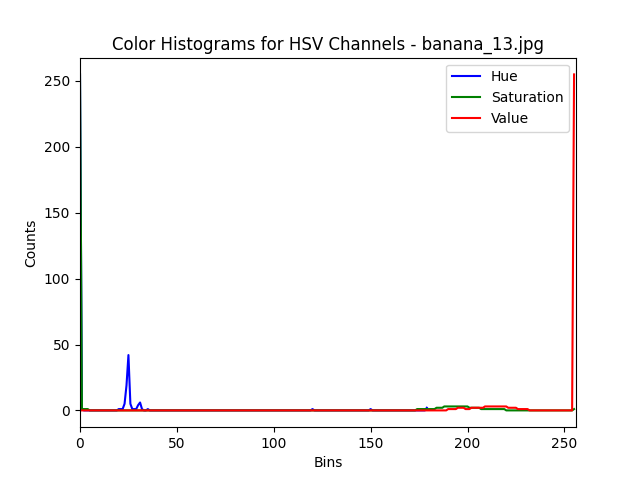 Color Histograms for HSV Channels - banana_13.jpg
Hue
Saturation
Value
Counts
250
200
150
100
50
0
0 50 100 150 200 250
Bins